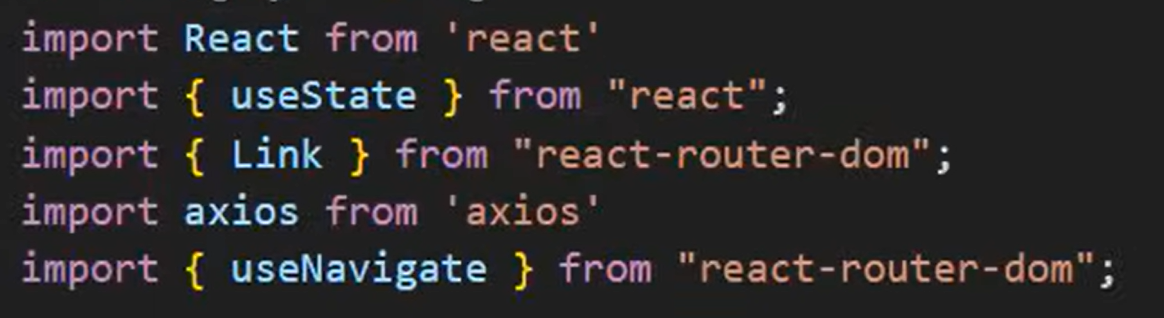 import React from 'react'
import { useState } from "react";
import { Link } from "react-router-dom";
import axios from 'axios'
import { useNavigate } from "react-router-dom";